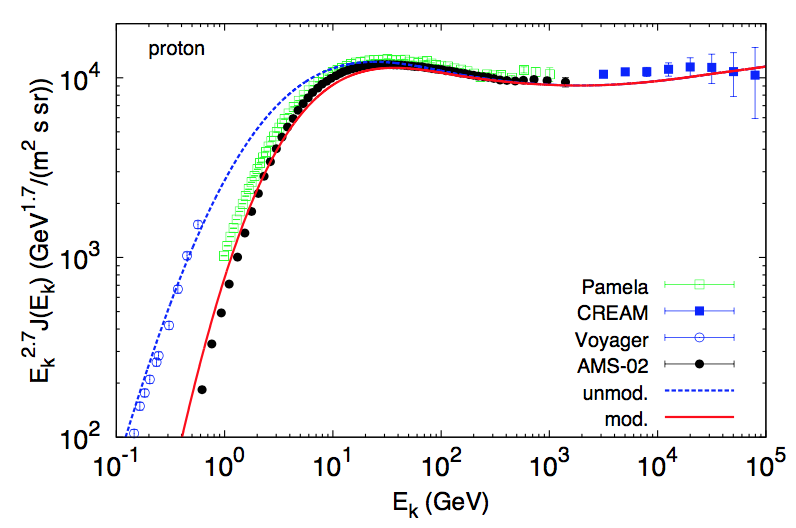 proton
10^4
10^3
10^2
E_k^2.7 J(E_k) (GeV^1.7/(m^2 s sr))
Pamela
CREAM
Voyager
AMS-02
unmod.
mod.
10^-1 10^0 10^1 10^2 10^3 10^4 10^5
E_k (GeV)